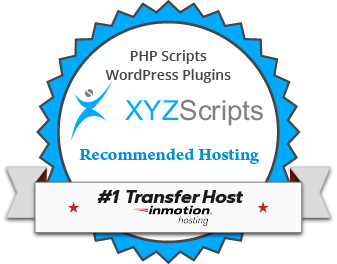 PHP Scripts
WordPress Plugins
XYZScripts
Recommended Hosting
#1 Transfer Host
inmotion
hosting